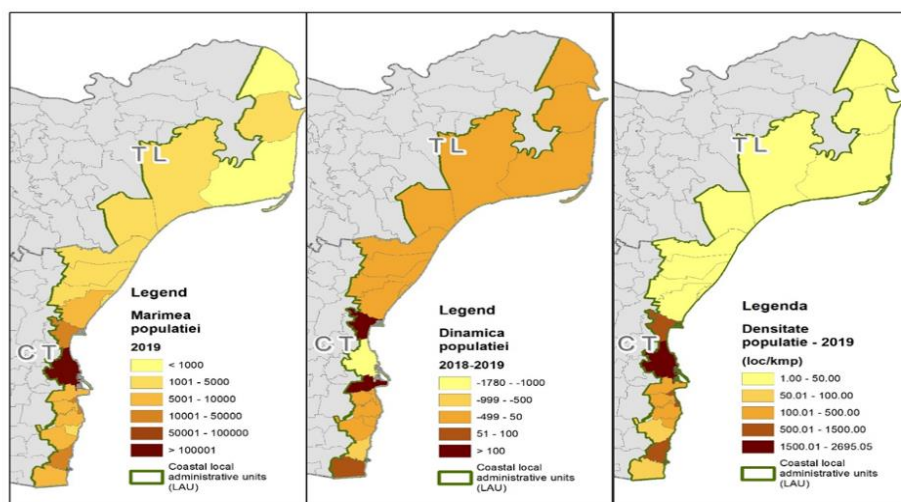 TL
CT
Legend
Marimea
populatiei
2019
< 1000
1001 - 5000
5001 - 10000
10001 - 50000
50001 - 100000
> 100001
Coastal local
administrative units
(LAU)
TL
CT
Legend
Dinamica
populatiei
2018-2019
-1780 - -1000
-999 - -500
-499 - 50
51 - 100
> 100
Coastal local
administrative units
(LAU)
TL
CT
Legenda
Densitate
populatie - 2019
(loc/kmp)
1.00 - 50.00
50.01 - 100.00
100.01 - 500.00
500.01 - 1500.00
1500.01 - 2695.05
Coastal local
administrative units
(LAU)